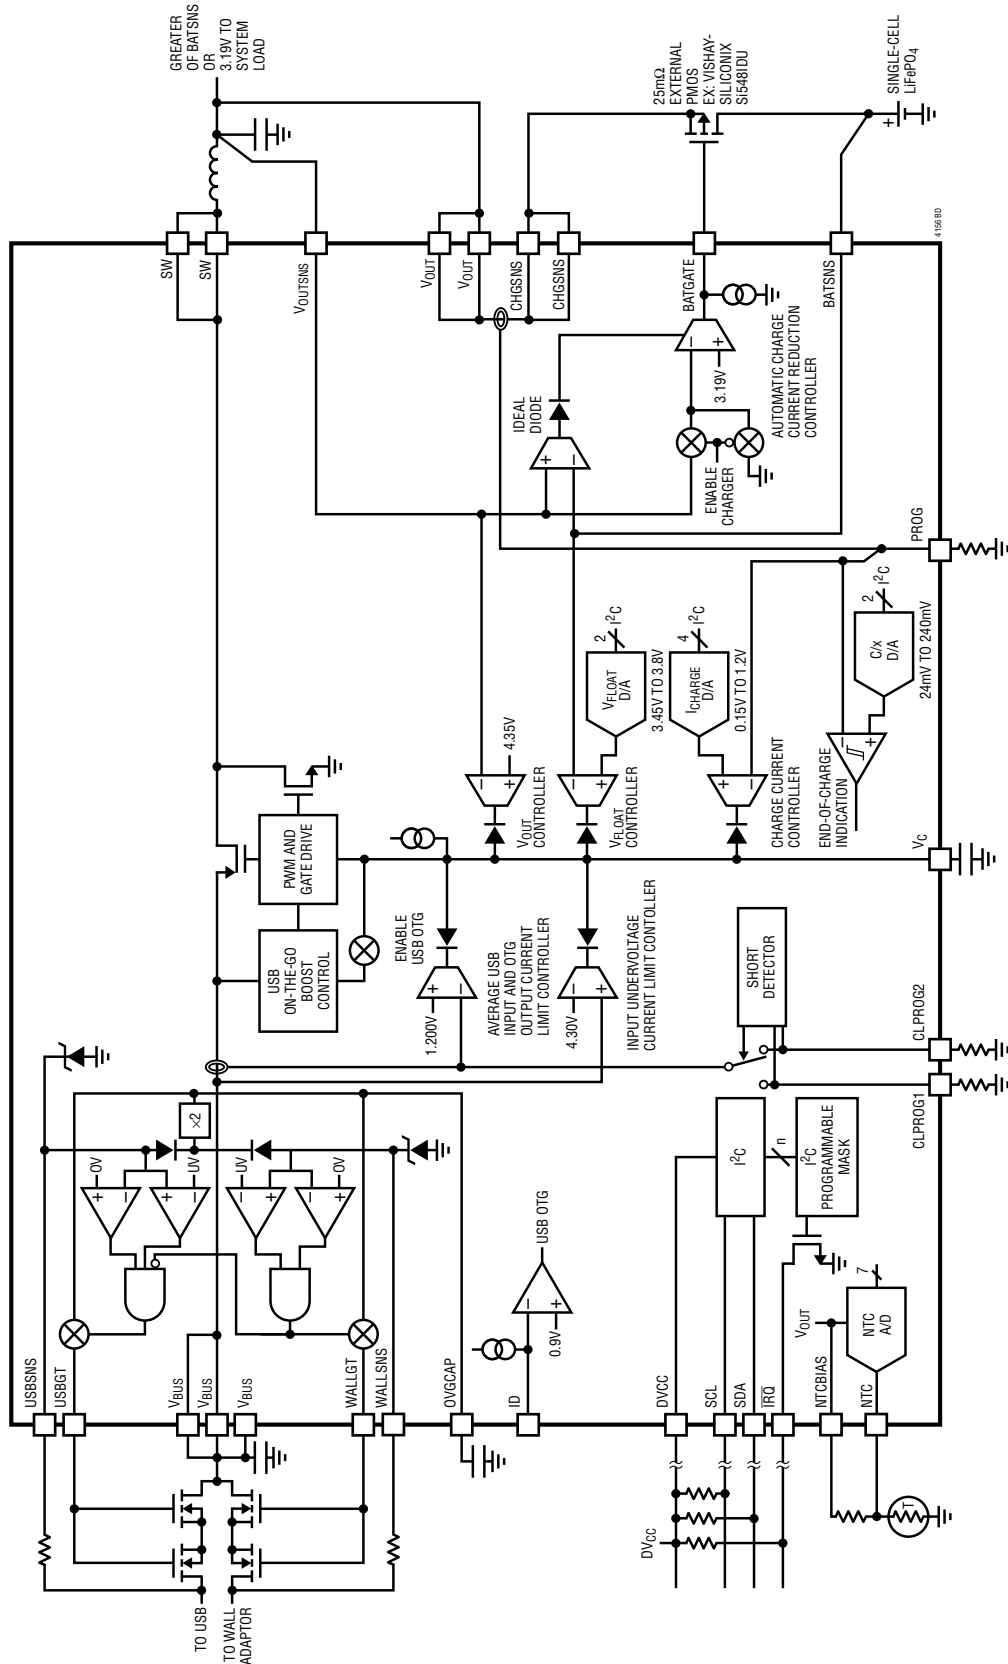 GREATER
OF BATSNS
OR
3.19V TO
SYSTEM
LOAD
25mΩ
EXTERNAL
PMOS
EX: VISHAY-
SILICONIX
Si5481DU
SINGLE-CELL
LiFePO4
+
4156 BD
SW
SW
VOUTSNS
VOUT
VOUT
CHGSNS
CHGSNS
BATGATE
BATSNS
IDEAL
DIODE
+
–
–
+
3.19V
AUTOMATIC CHARGE
CURRENT REDUCTION
CONTROLLER
ENABLE
CHARGER
PROG
PWM AND
GATE DRIVE
USB
ON-THE-GO
BOOST
CONTROL
4.35V
–
+
VOUT
CONTROLLER
VFLOAT
D/A
2
I2C
3.45V TO 3.8V
–
+
VFLOAT
CONTROLLER
ICHARGE
D/A
4
I2C
0.15V TO 1.2V
+
–
CHARGE CURRENT
CONTROLLER
C/x
D/A
2
I2C
24mV TO 240mV
–
+
END-OF-CHARGE
INDICATION
VC
ENABLE
USB OTG
1.200V
+
–
AVERAGE USB
INPUT AND OTG
OUTPUT CURRENT
LIMIT CONTROLLER
4.30V
–
+
INPUT UNDERVOLTAGE
CURRENT LIMIT CONTOLLER
SHORT
DETECTOR
CLPROG2
CLPROG1
×2
OV
+
–
+
–
UV
UV
–
+
–
+
OV
USBSNS
USBGT
VBUS
VBUS
VBUS
WALLGT
WALLSNS
OVGCAP
ID
–
+
0.9V
USB OTG
DVCC
SCL
SDA
IRQ
NTCBIAS
NTC
I2C
n
I2C
PROGRAMMABLE
MASK
VOUT
NTC
A/D
7
TO USB
TO WALL
ADAPTOR
DVCC
T